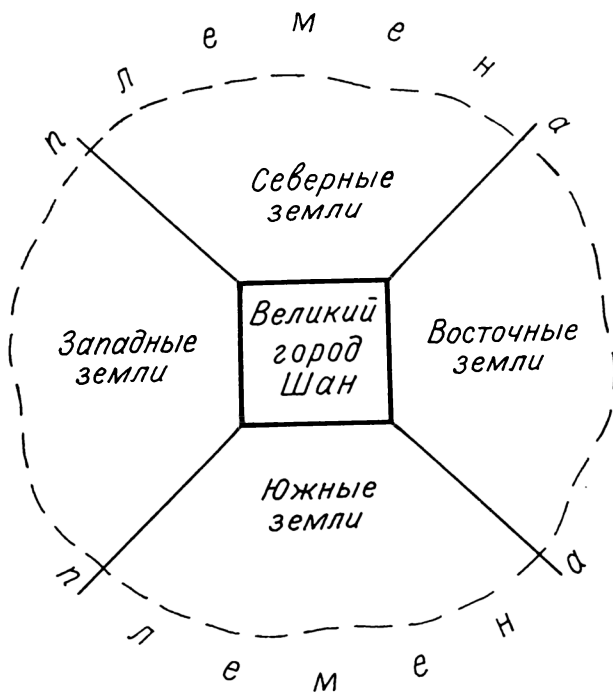 племена
Северные
земли
Западные
земли
Великий
город
Шан
Восточные
земли
Южные
земли
племена